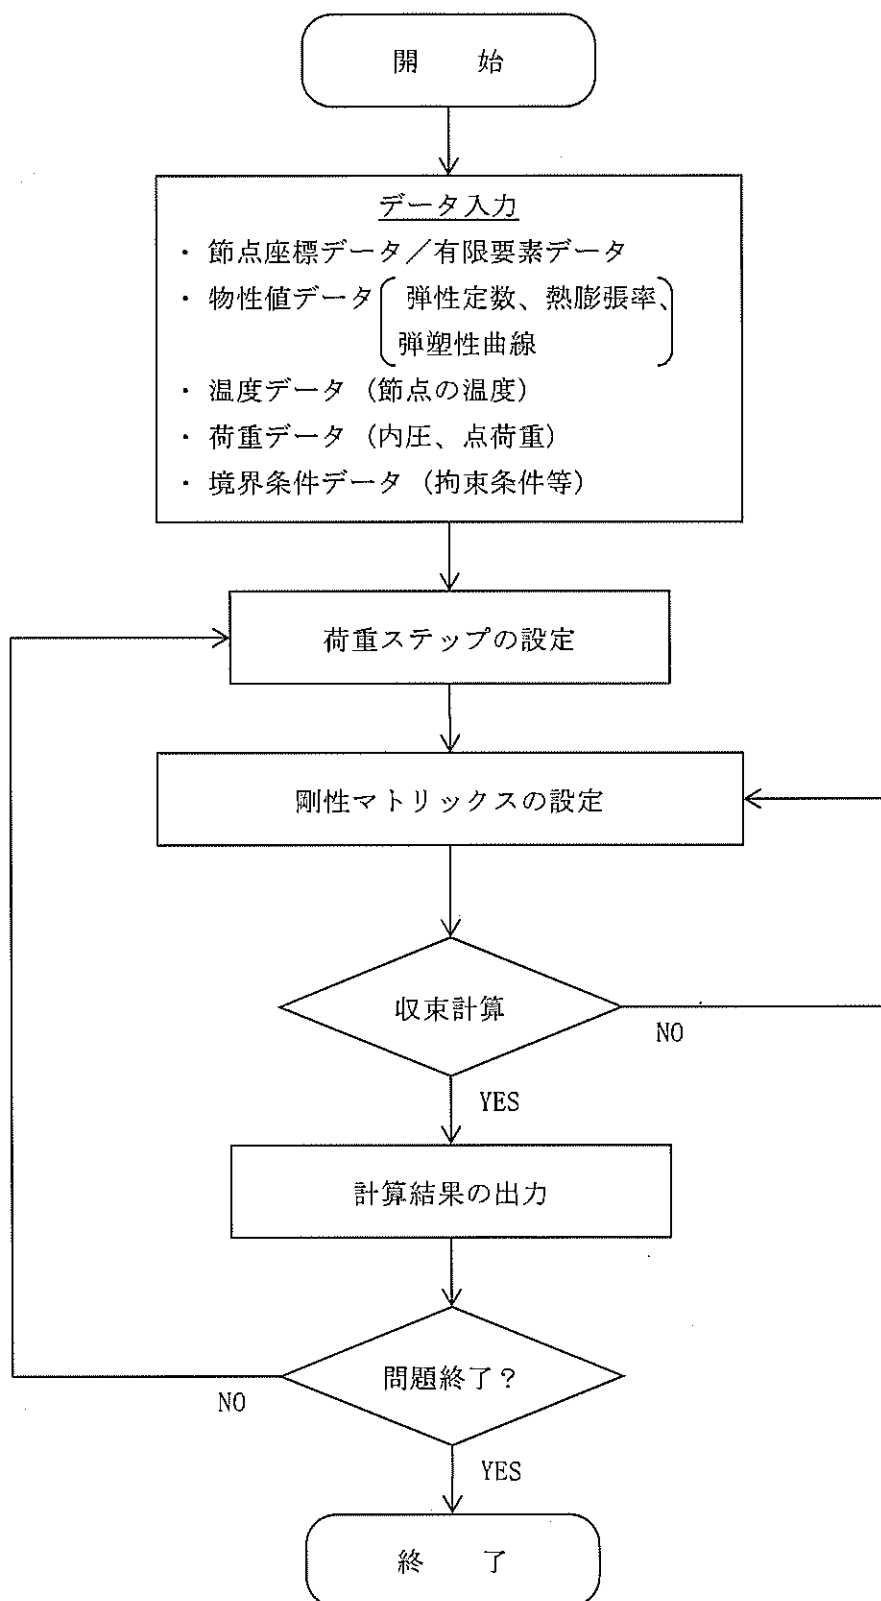 開　始
データ入力
・ 節点座標データ／有限要素データ
・ 物性値データ（弾性定数、熱膨張率、
弾塑性曲線）
・ 温度データ（節点の温度）
・ 荷重データ（内圧、点荷重）
・ 境界条件データ（拘束条件等）
荷重ステップの設定
剛性マトリックスの設定
収束計算
NO
YES
計算結果の出力
問題終了？
NO
YES
終　了